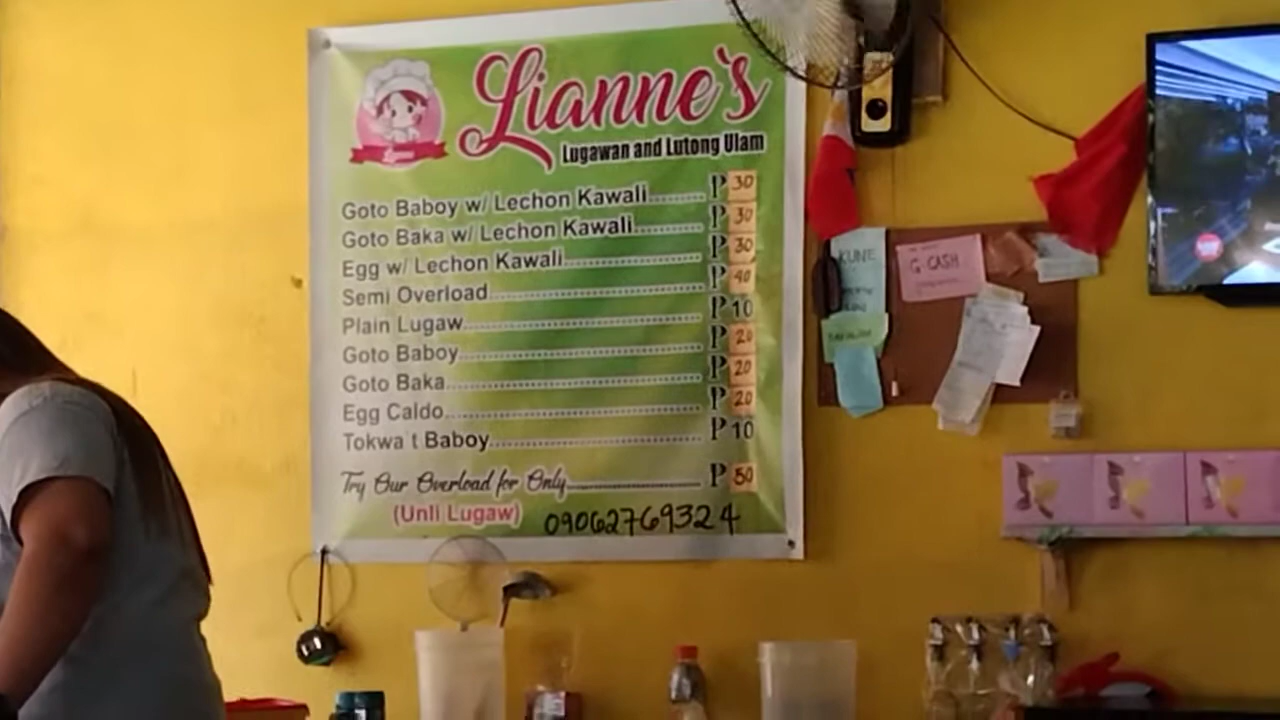 Lianne's
Lugawan and Lutong Ulam
Goto Baboy w/ Lechon Kawali........ P 30
Goto Baka w/ Lechon Kawali.......... P 30
Egg w/ Lechon Kawali.................... P 30
Semi Overload.............................. P 40
Plain Lugaw................................. P 10
Goto Baboy.................................. P 20
Goto Baka.................................... P 20
Egg Caldo.................................... P 20
Tokwa't Baboy.............................. P 10
Try Our Overload for Only............. P 50
(Unli Lugaw)
09062769324
G CASH